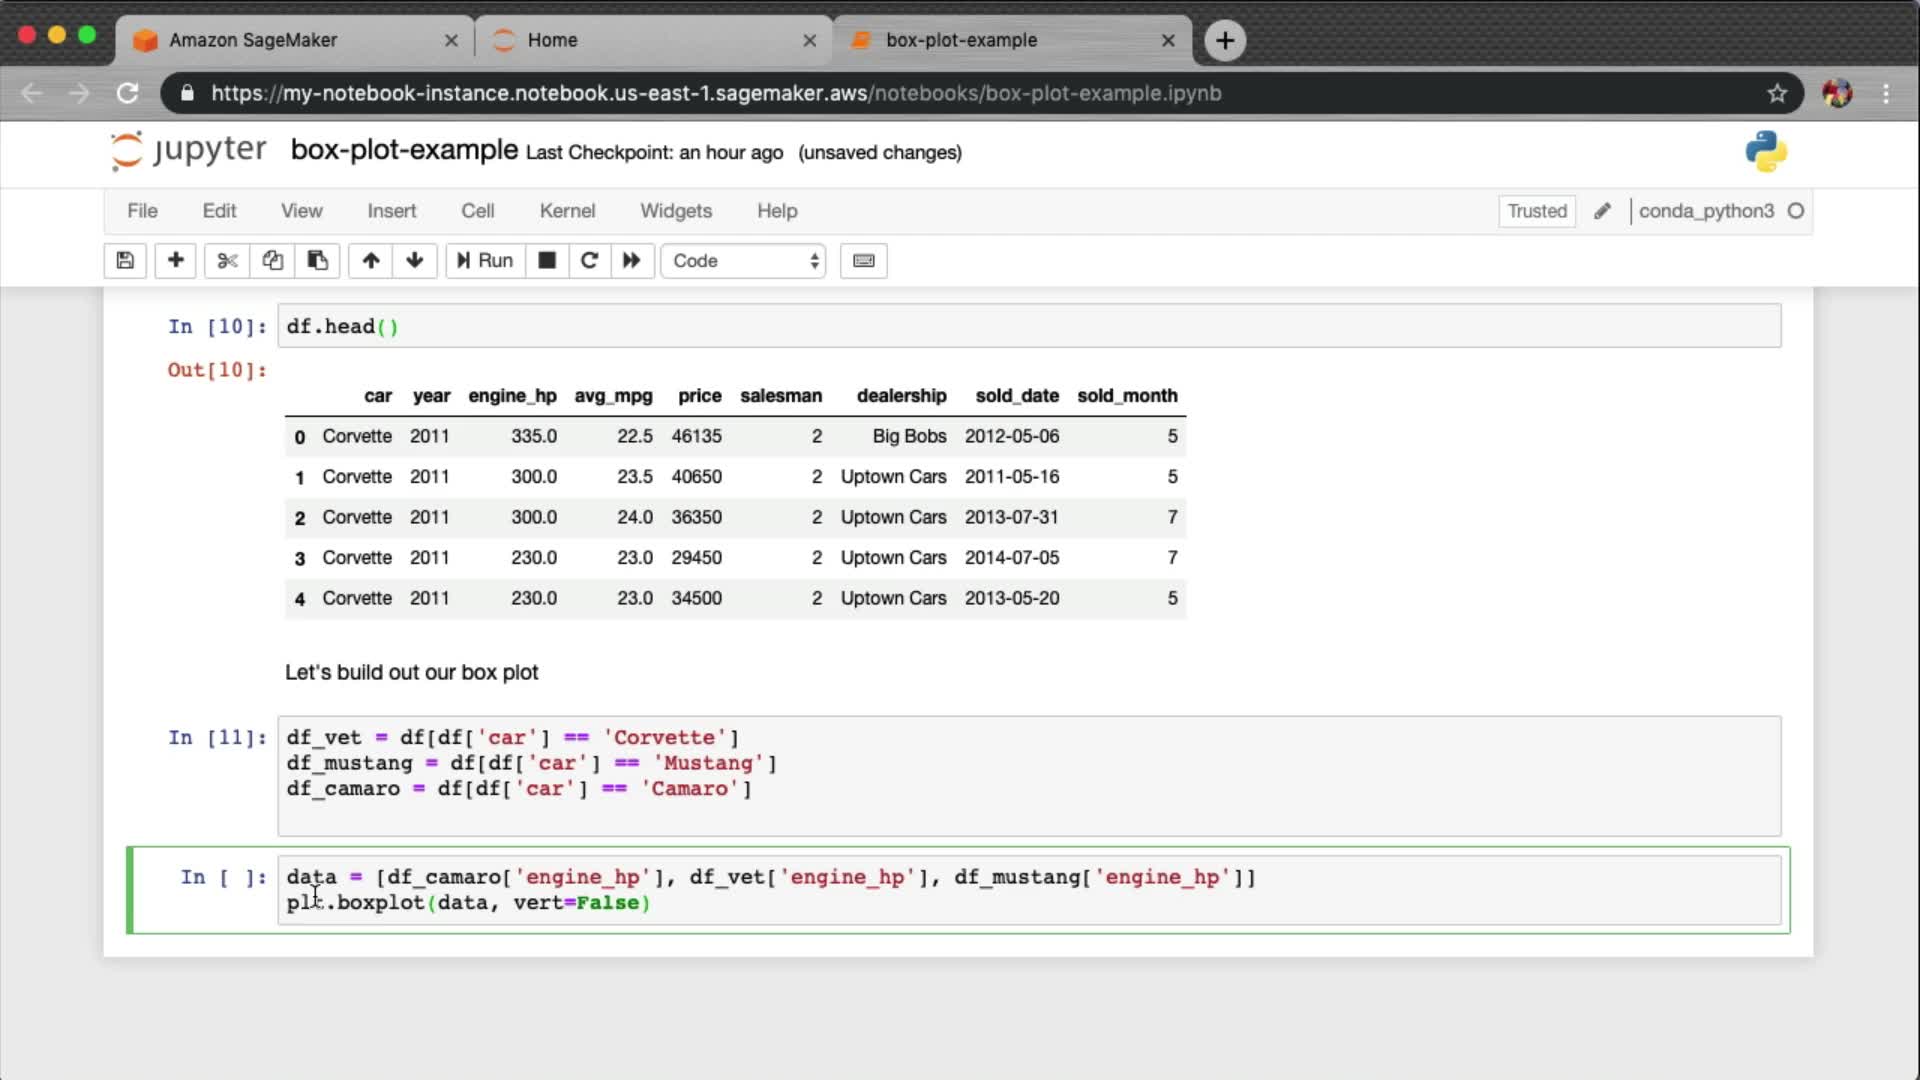 Amazon SageMaker
Home
box-plot-example
https://my-notebook-instance.notebook.us-east-1.sagemaker.aws/notebooks/box-plot-example.ipynb
jupyter box-plot-example Last Checkpoint: an hour ago (unsaved changes)
File Edit View Insert Cell Kernel Widgets Help Trusted conda_python3
Run Code
In [10]: df.head()
Out[10]:
car year engine_hp avg_mpg price salesman dealership sold_date sold_month
0 Corvette 2011 335.0 22.5 46135 2 Big Bobs 2012-05-06 5
1 Corvette 2011 300.0 23.5 40650 2 Uptown Cars 2011-05-16 5
2 Corvette 2011 300.0 24.0 36350 2 Uptown Cars 2013-07-31 7
3 Corvette 2011 230.0 23.0 29450 2 Uptown Cars 2014-07-05 7
4 Corvette 2011 230.0 23.0 34500 2 Uptown Cars 2013-05-20 5
Let's build out our box plot
In [11]: df_vet = df[df['car'] == 'Corvette']
df_mustang = df[df['car'] == 'Mustang']
df_camaro = df[df['car'] == 'Camaro']
In [ ]: data = [df_camaro['engine_hp'], df_vet['engine_hp'], df_mustang['engine_hp']]
plt.boxplot(data, vert=False)